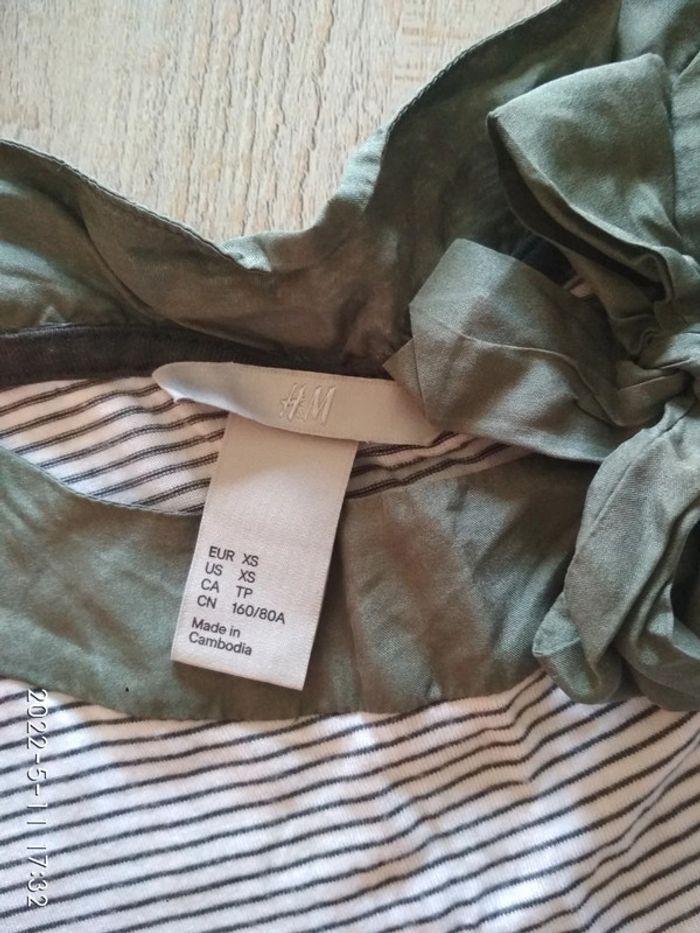 H&M
EUR XS
US XS
CA TP
CN 160/80A
Made in
Cambodia
2022-5-11 17:32